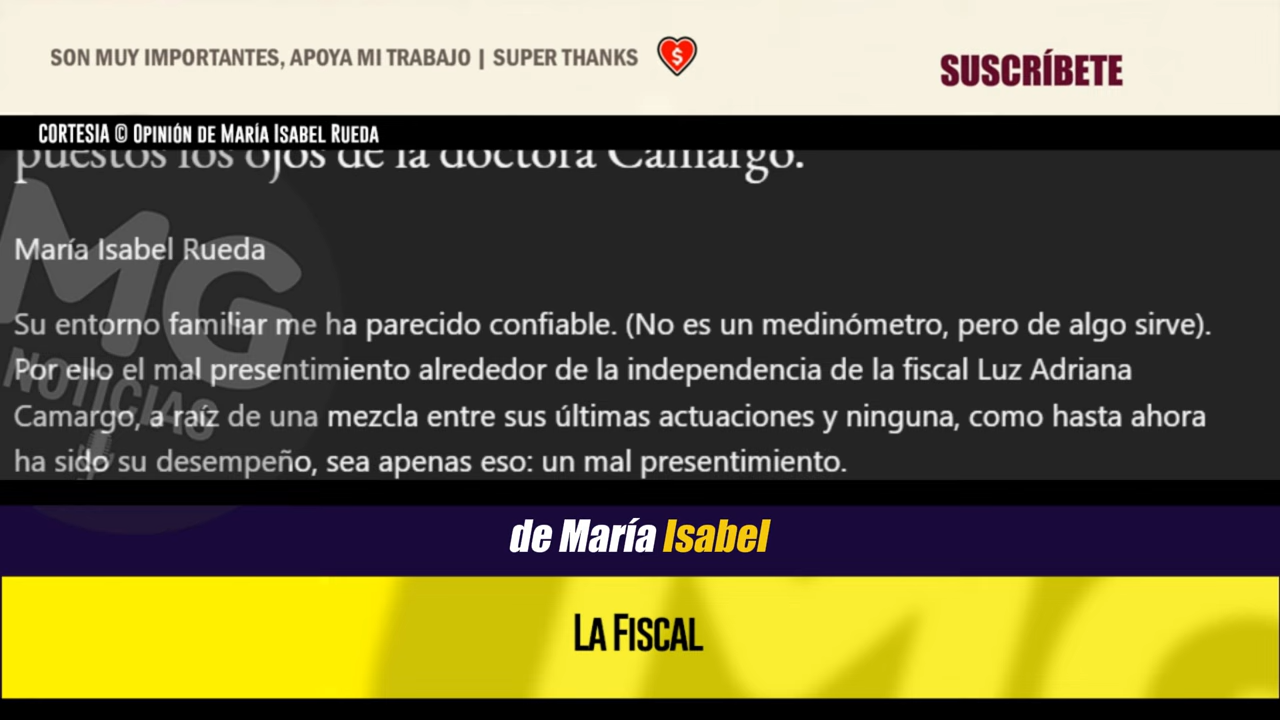 SON MUY IMPORTANTES, APOYA MI TRABAJO | SUPER THANKS $
SUSCRÍBETE
CORTESIA © OPINIÓN DE MARÍA ISABEL RUEDA
puestos los ojos de la doctora Camargo.
María Isabel Rueda
Su entorno familiar me ha parecido confiable. (No es un medinómetro, pero de algo sirve).
Por ello el mal presentimiento alrededor de la independencia de la fiscal Luz Adriana
Camargo, a raíz de una mezcla entre sus últimas actuaciones y ninguna, como hasta ahora
ha sido su desempeño, sea apenas eso: un mal presentimiento.
MG
NOTICIAS
de María Isabel
LA FISCAL